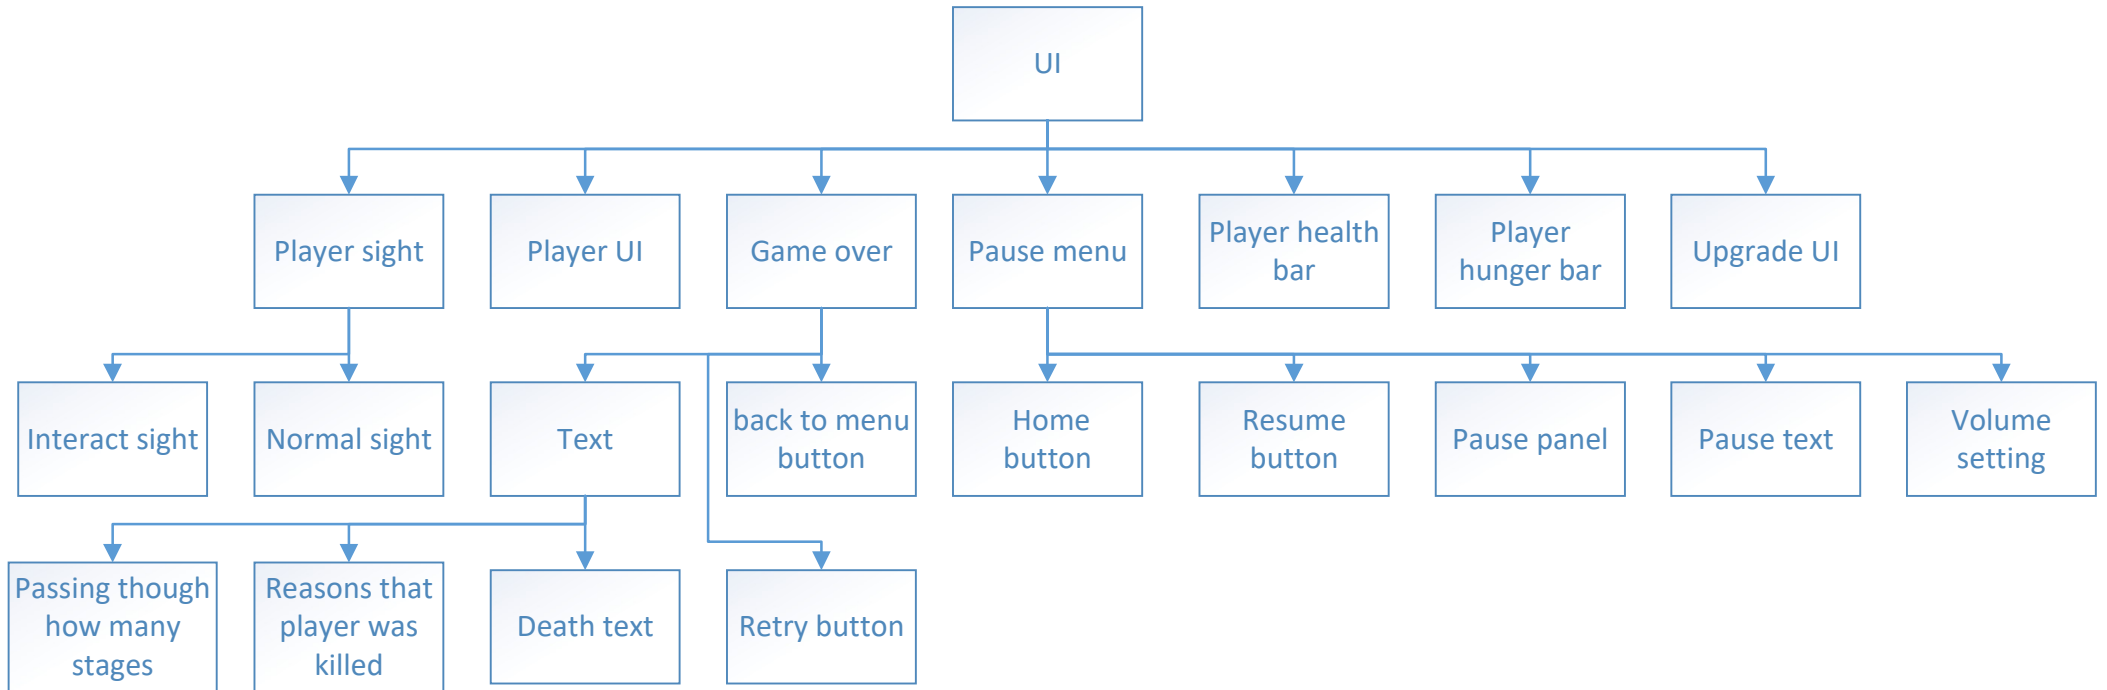 UI
Player sight
Player UI
Game over
Pause menu
Player health
bar
Player
hunger bar
Upgrade UI
Interact sight
Normal sight
Text
back to menu
button
Home
button
Resume
button
Pause panel
Pause text
Volume
setting
Passing though
how many
stages
Reasons that
player was
killed
Death text
Retry button